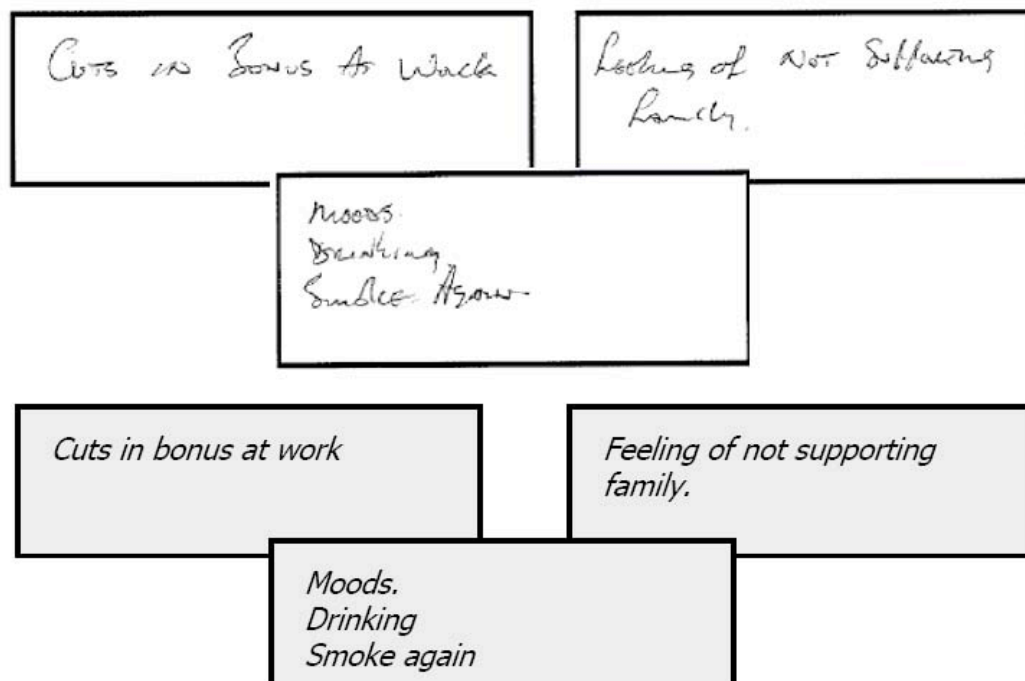 Cuts in Bonus At Work
Feeling of Not Supporting
Family.
Moods.
Drinking
Smoke Again
Cuts in bonus at work
Feeling of not supporting
family.
Moods.
Drinking
Smoke again